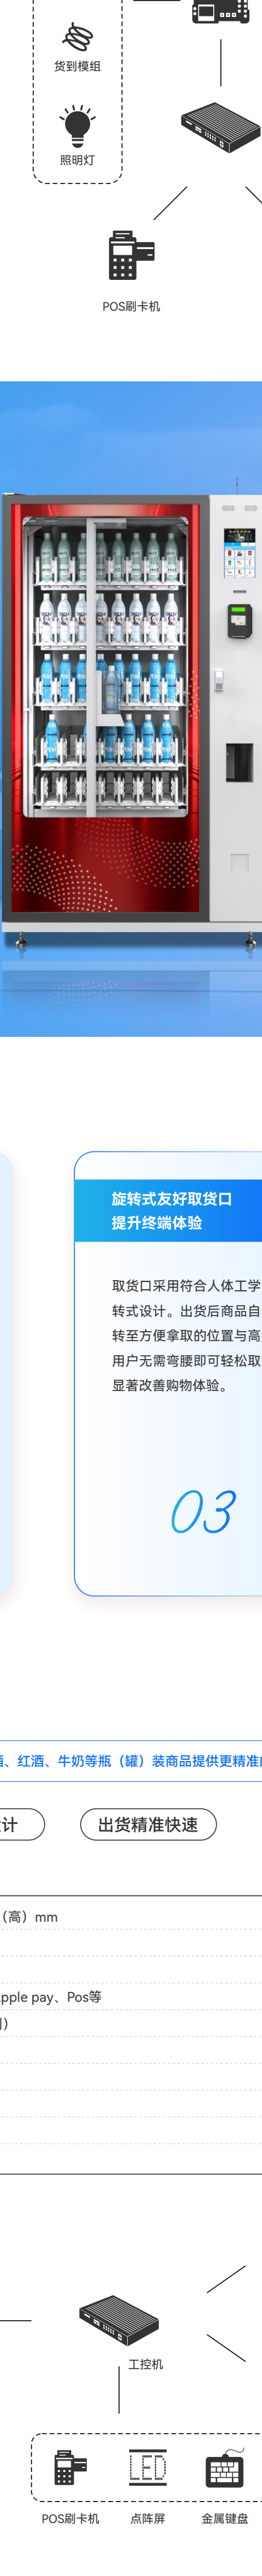 货到模组
照明灯
POS刷卡机
旋转式友好取货口
提升终端体验
取货口采用符合人体工学
转式设计。出货后商品自
转至方便拿取的位置与高
用户无需弯腰即可轻松取
显著改善购物体验。
03
酒、红酒、牛奶等瓶（罐）装商品提供更精准
计
出货精准快速
（高）mm
pple pay、Pos等
工控机
LED
POS刷卡机
点阵屏
金属键盘